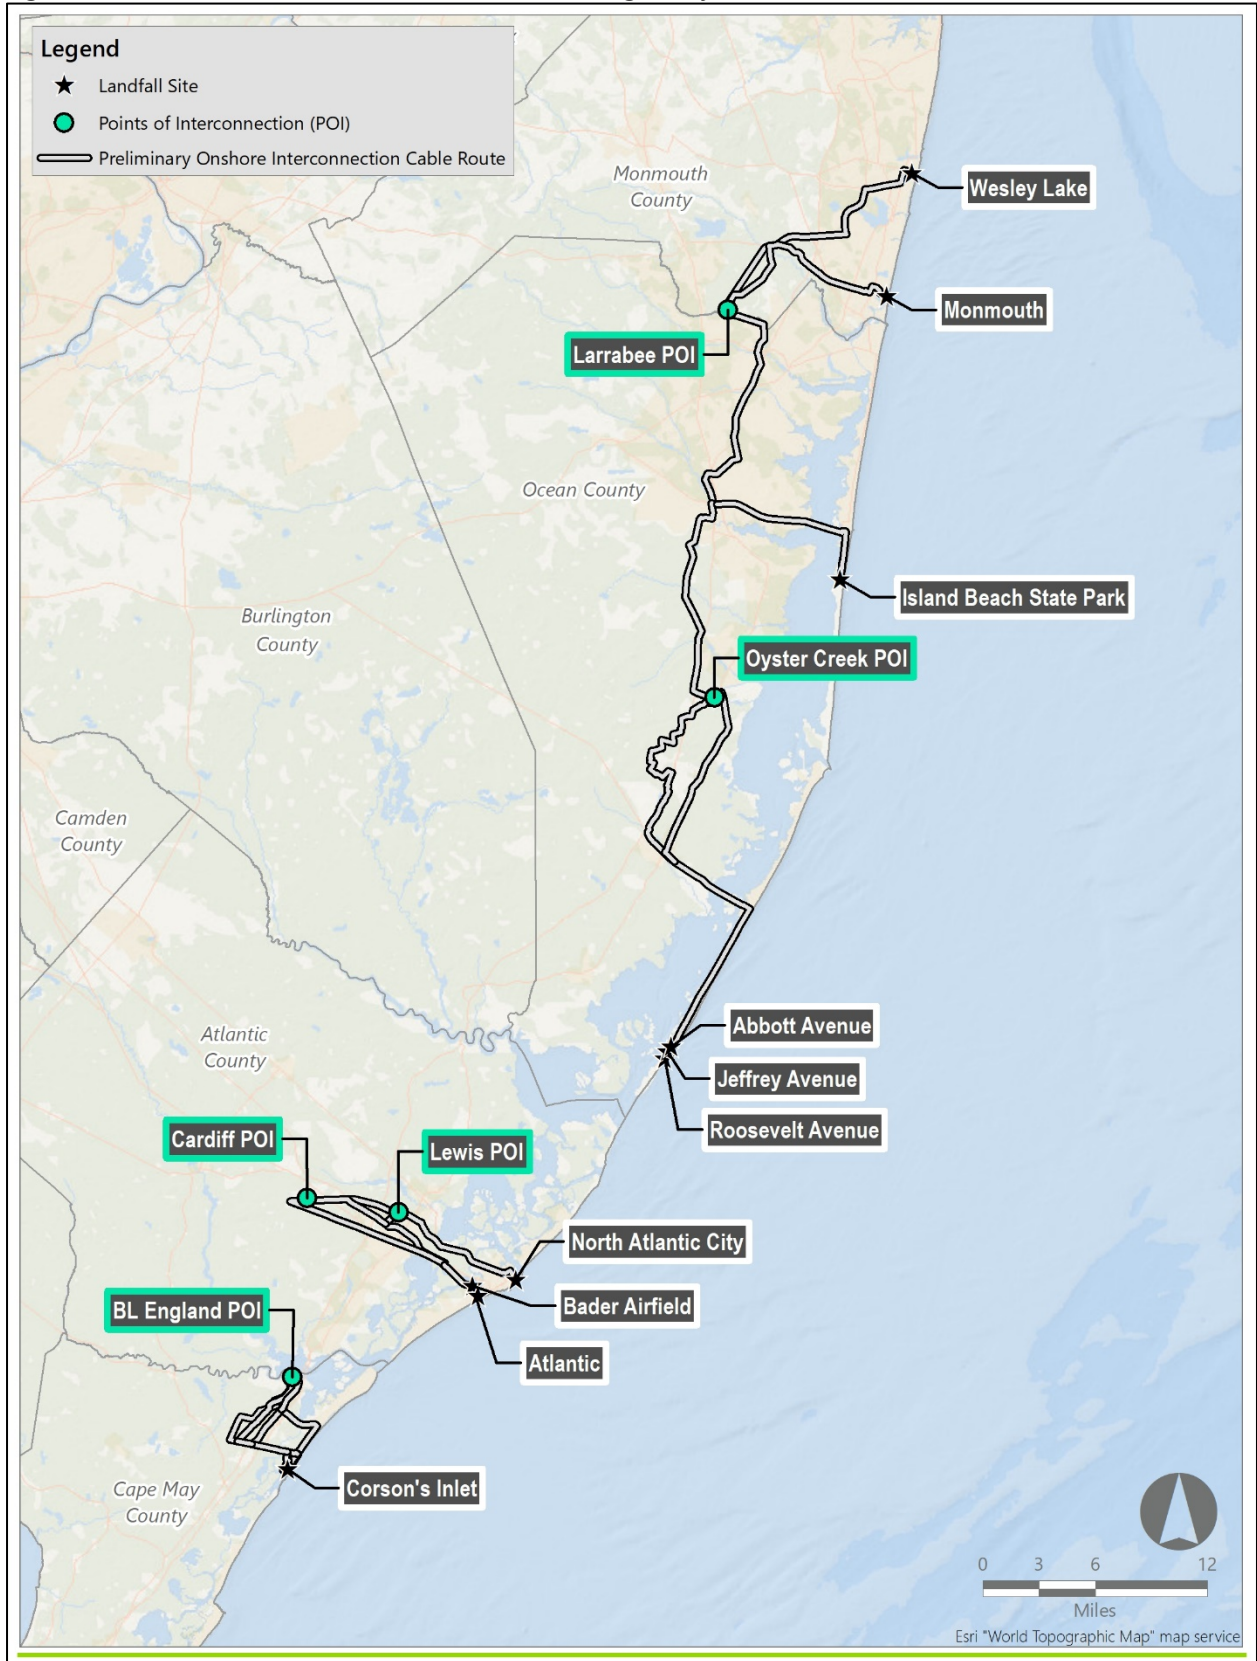 Legend
Landfall Site
Points of Interconnection (POI)
Preliminary Onshore Interconnection Cable Route
Monmouth
County
Wesley Lake
Monmouth
Larrabee POI
Ocean County
Island Beach State Park
Burlington
County
Oyster Creek POI
Camden
County
Abbott Avenue
Atlantic
County
Jeffrey Avenue
Roosevelt Avenue
Cardiff POI
Lewis POI
North Atlantic City
BL England POI
Bader Airfield
Atlantic
Corson's Inlet
Cape May
County
0 3 6 12
Miles
Esri "World Topographic Map" map service